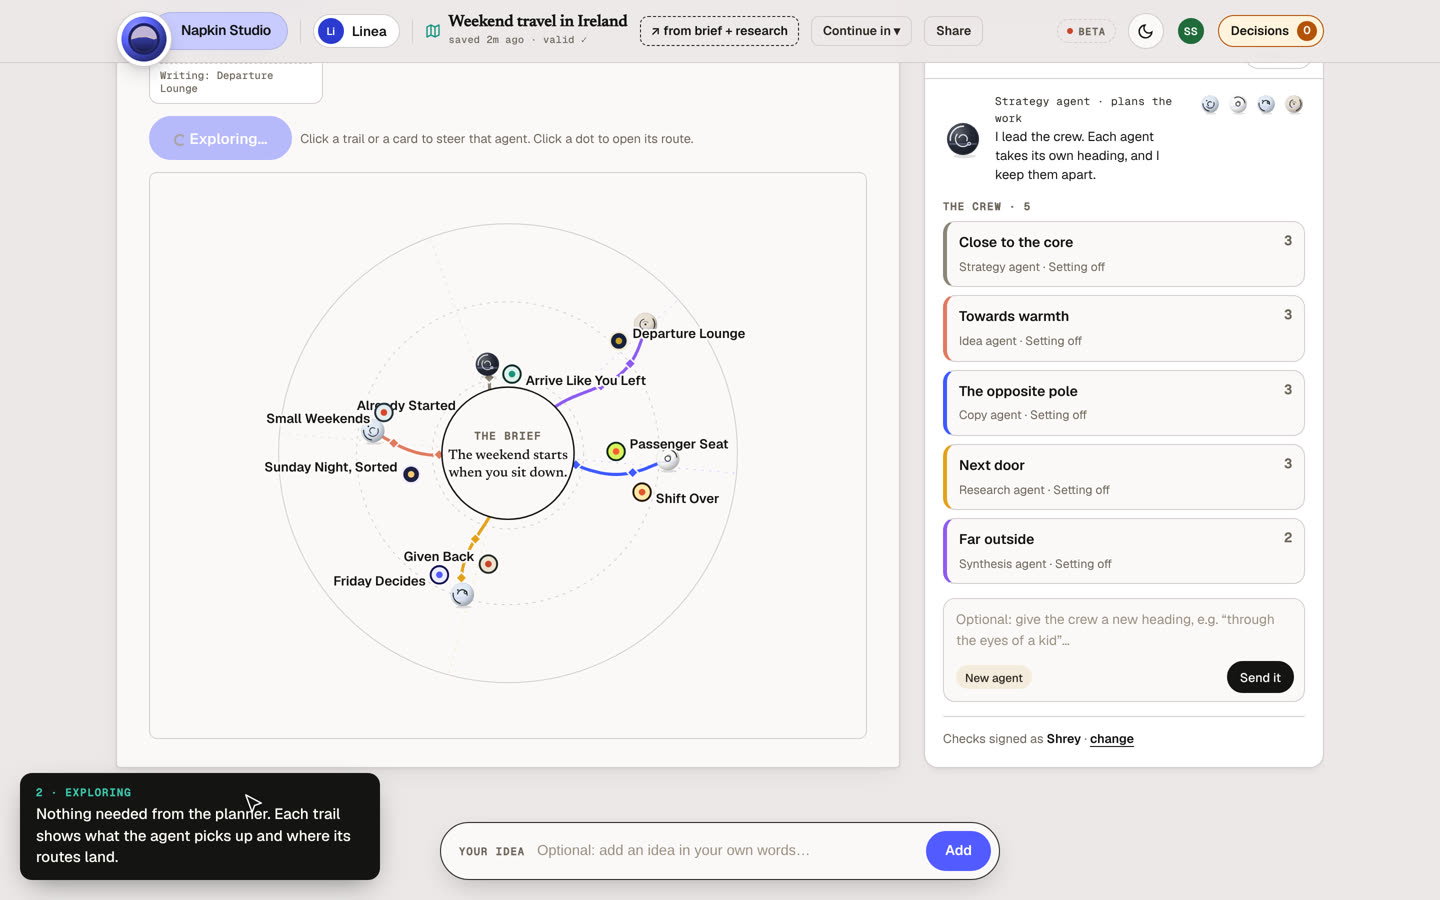 Napkin Studio
Li Linea
Weekend travel in Ireland
saved 2m ago · valid ✓
↗ from brief + research
Continue in ▾
Share
BETA
SS
Decisions 0
Writing: Departure
Lounge
Exploring...
Click a trail or a card to steer that agent. Click a dot to open its route.
Departure Lounge
Arrive Like You Left
Already Started
Small Weekends
THE BRIEF
The weekend starts
when you sit down.
Passenger Seat
Sunday Night, Sorted
Shift Over
Given Back
Friday Decides
Strategy agent · plans the
work
I lead the crew. Each agent
takes its own heading, and I
keep them apart.
THE CREW · 5
Close to the core 3
Strategy agent · Setting off
Towards warmth 3
Idea agent · Setting off
The opposite pole 3
Copy agent · Setting off
Next door 3
Research agent · Setting off
Far outside 2
Synthesis agent · Setting off
Optional: give the crew a new heading, e.g. “through
the eyes of a kid”…
New agent
Send it
Checks signed as Shrey · change
2 · EXPLORING
Nothing needed from the planner. Each trail
shows what the agent picks up and where its
routes land.
YOUR IDEA Optional: add an idea in your own words…
Add